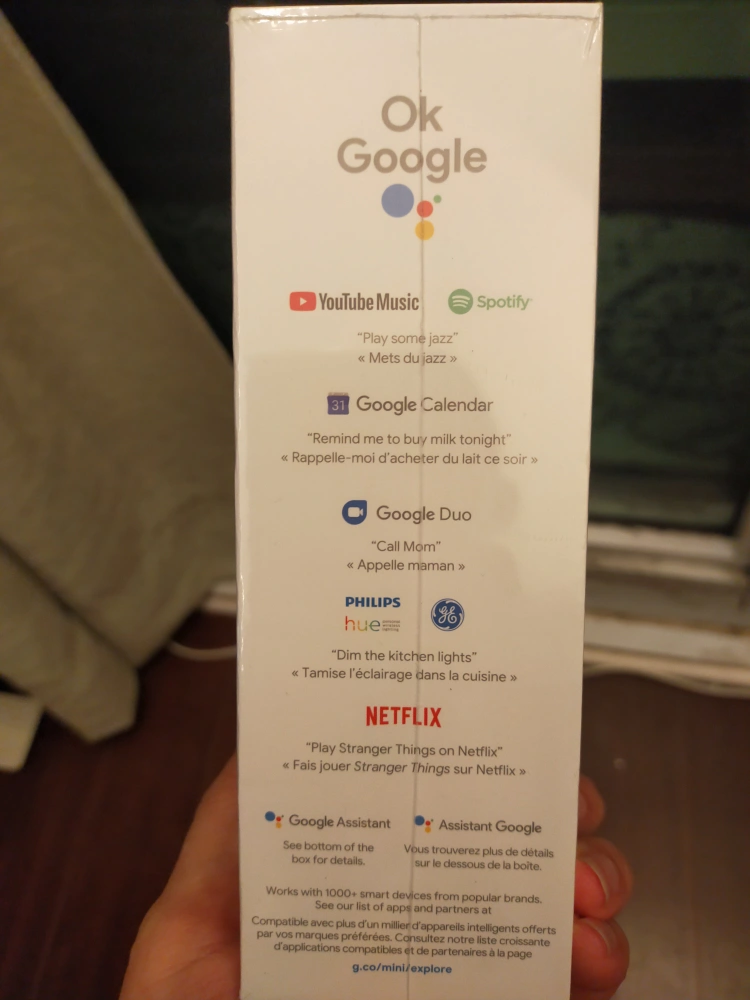 Ok
Google
YouTube Music Spotify
“Play some jazz”
« Mets du jazz »
31 Google Calendar
“Remind me to buy milk tonight”
« Rappelle-moi d’acheter du lait ce soir »
Google Duo
“Call Mom”
« Appelle maman »
PHILIPS
hue
GE
“Dim the kitchen lights”
« Tamise l’éclairage dans la cuisine »
NETFLIX
“Play Stranger Things on Netflix”
« Fais jouer Stranger Things sur Netflix »
Google Assistant
See bottom of the
box for details.
Assistant Google
Vous trouverez plus de détails
sur le dessous de la boîte.
Works with 1000+ smart devices from popular brands.
See our list of apps and partners at
Compatible avec plus d’un millier d’appareils intelligents offerts
par vos marques préférées. Consultez notre liste croissante
d’applications compatibles et de partenaires à la page
g.co/mini/explore